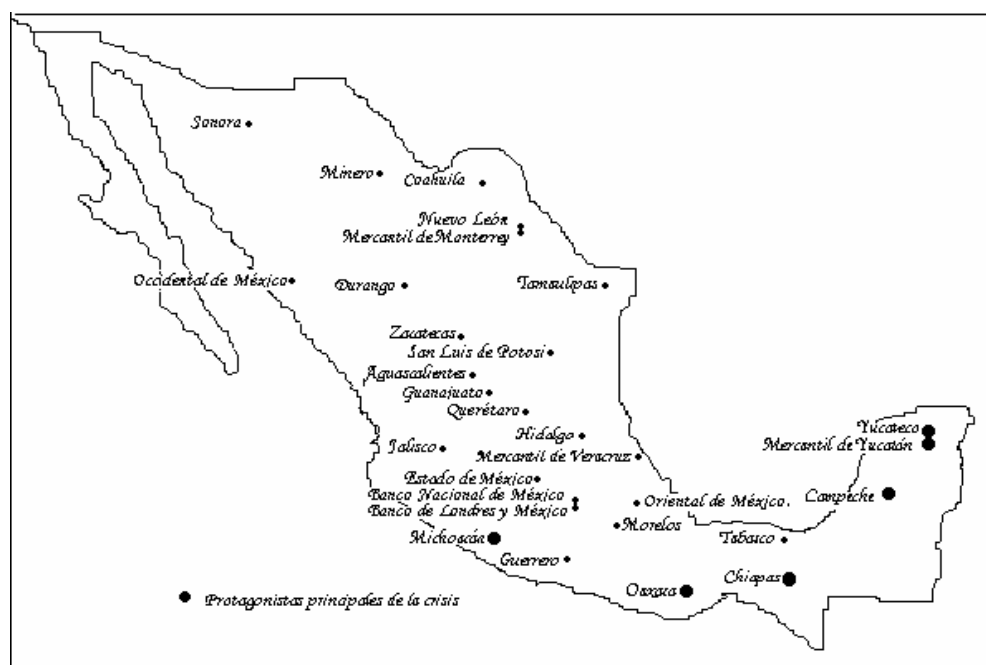 Sonora
Minero
Coahuila
Nuevo León
Mercantil de Monterrey
Occidental de México
Durango
Tamaulipas
Zacatecas
San Luis de Potosi
Aguascalientes
Guanajuato
Querétaro
Hidalgo
Jalisco
Mercantil de Veracruz
Yucateco
Mercantil de Yucatán
Estado de México
Banco Nacional de México
Banco de Londres y México
Oriental de México.
Campeche
Morelos
Michoacán
Tabasco
Guerrero
Chiapas
Oaxaca
Protagonistas principales de la crisis